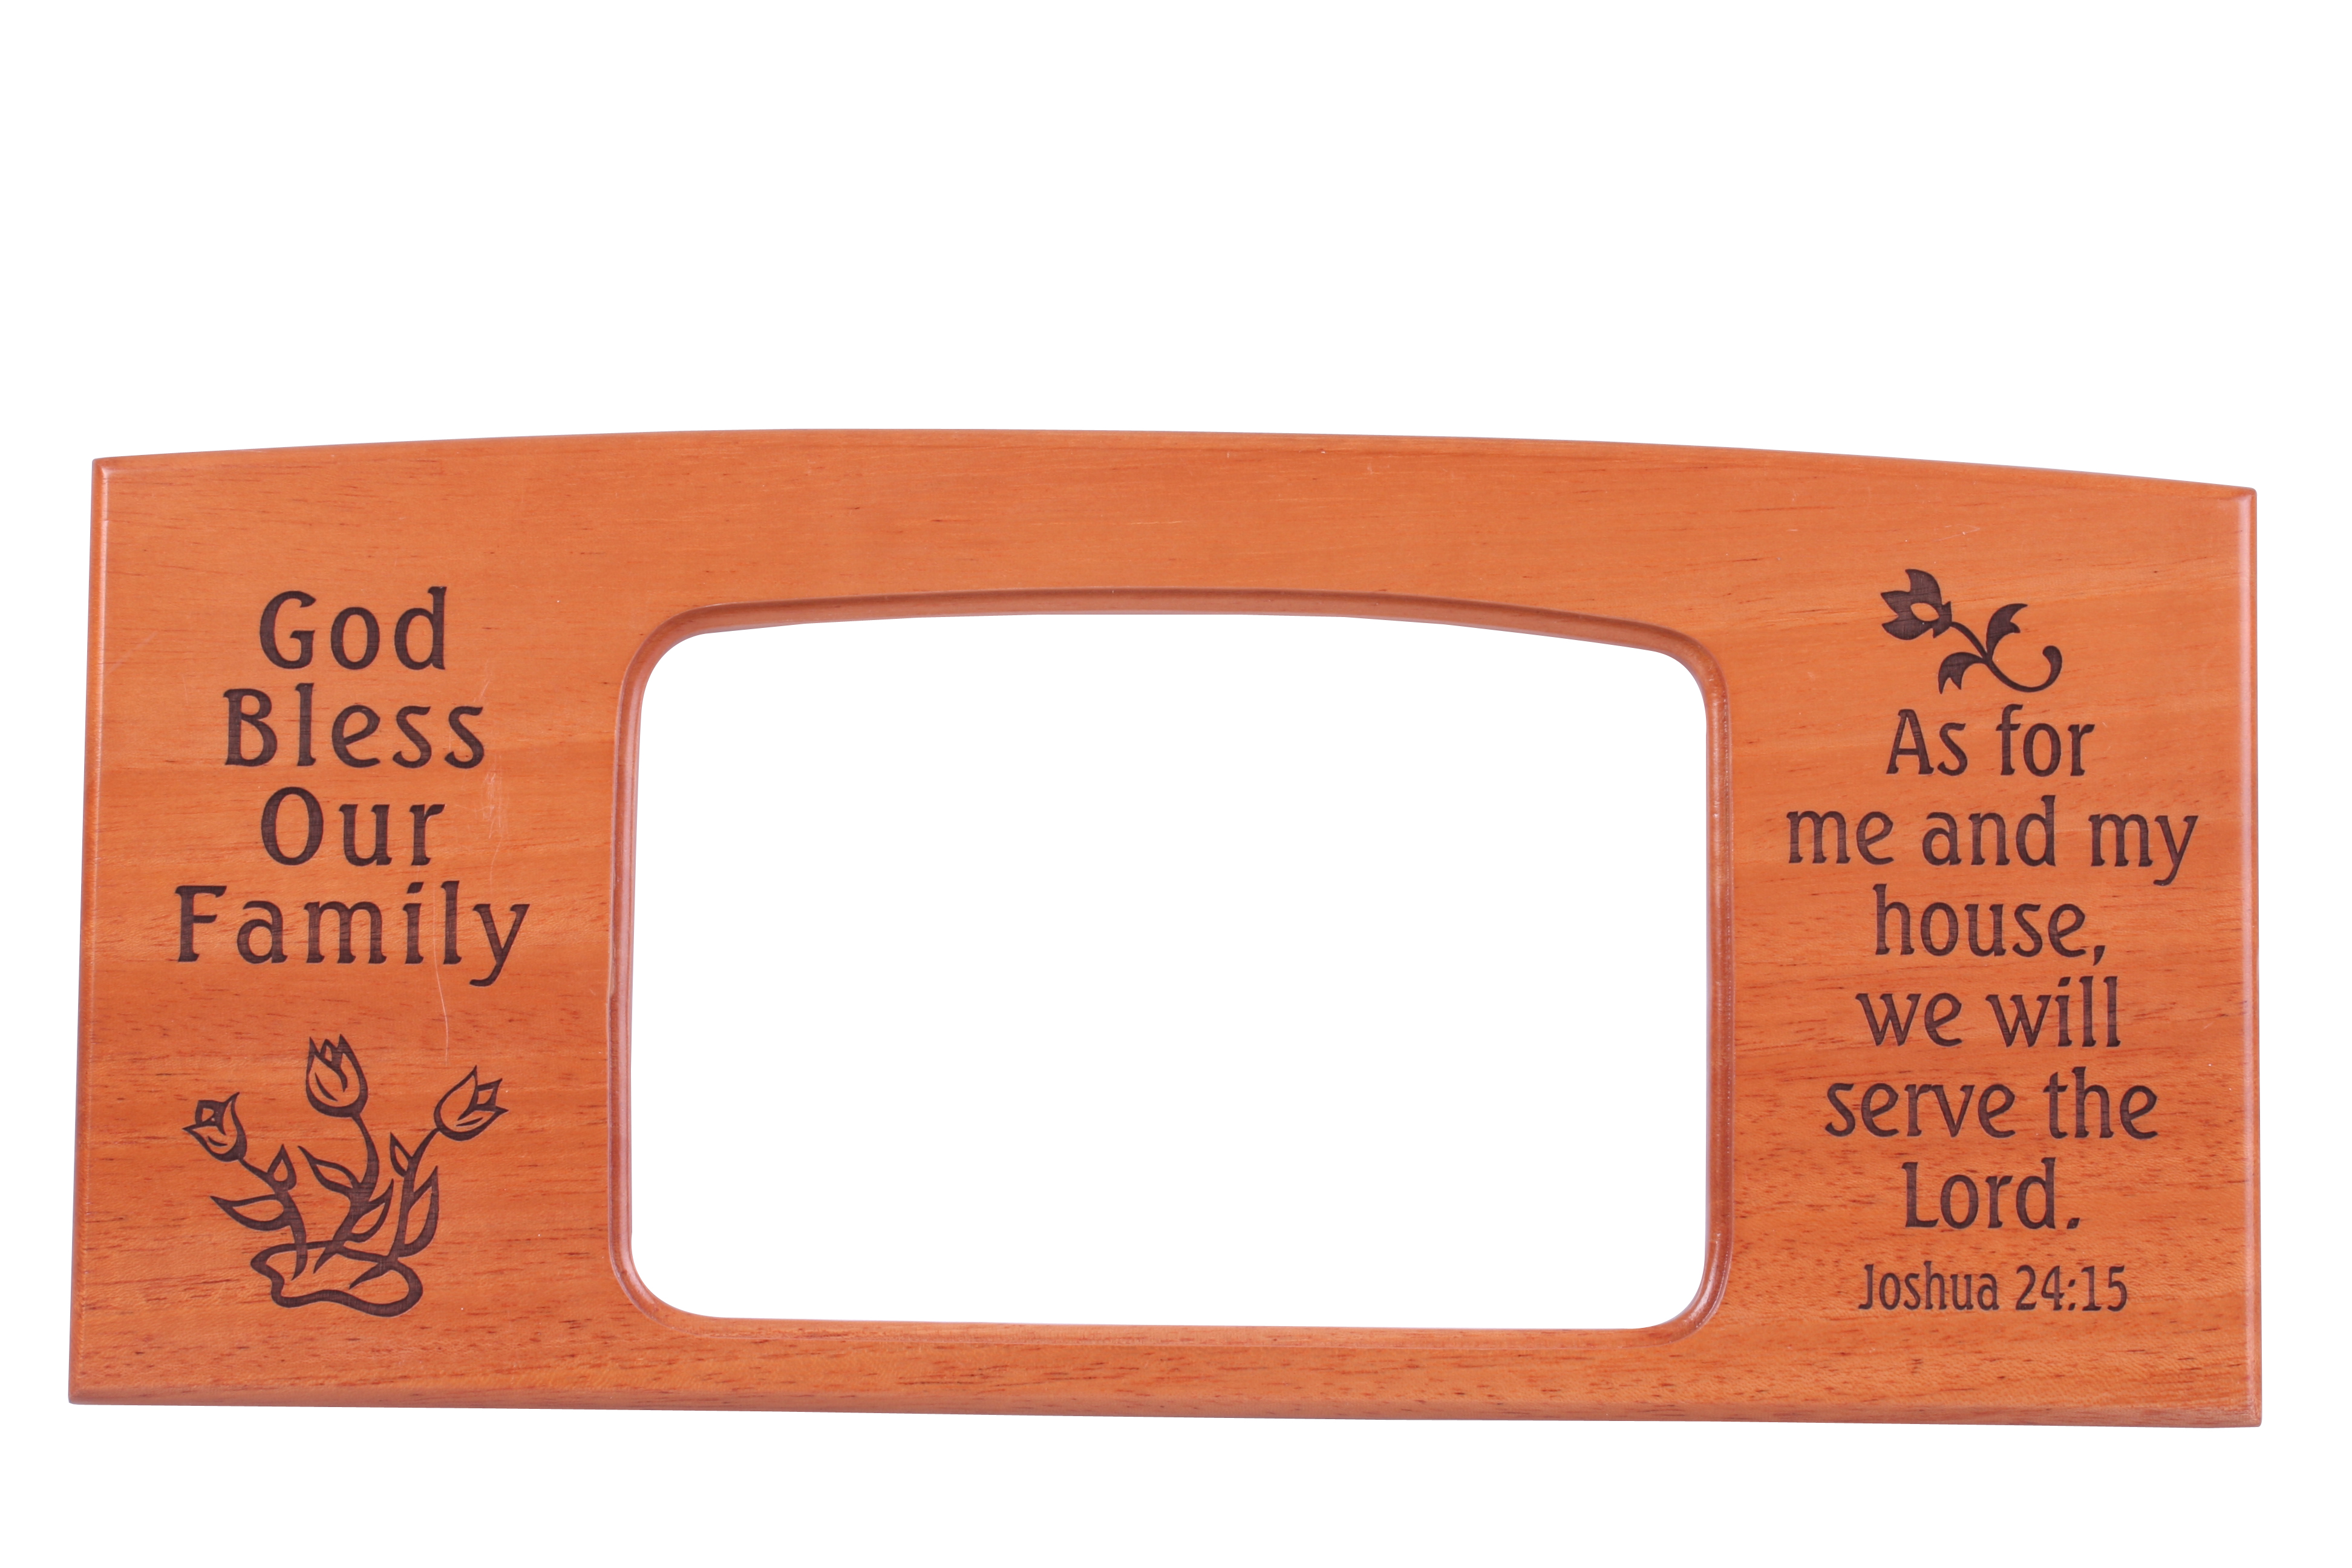 God
Bless
Our
Family
As for
me and my
house,
we will
serve the
Lord.
Joshua 24:15